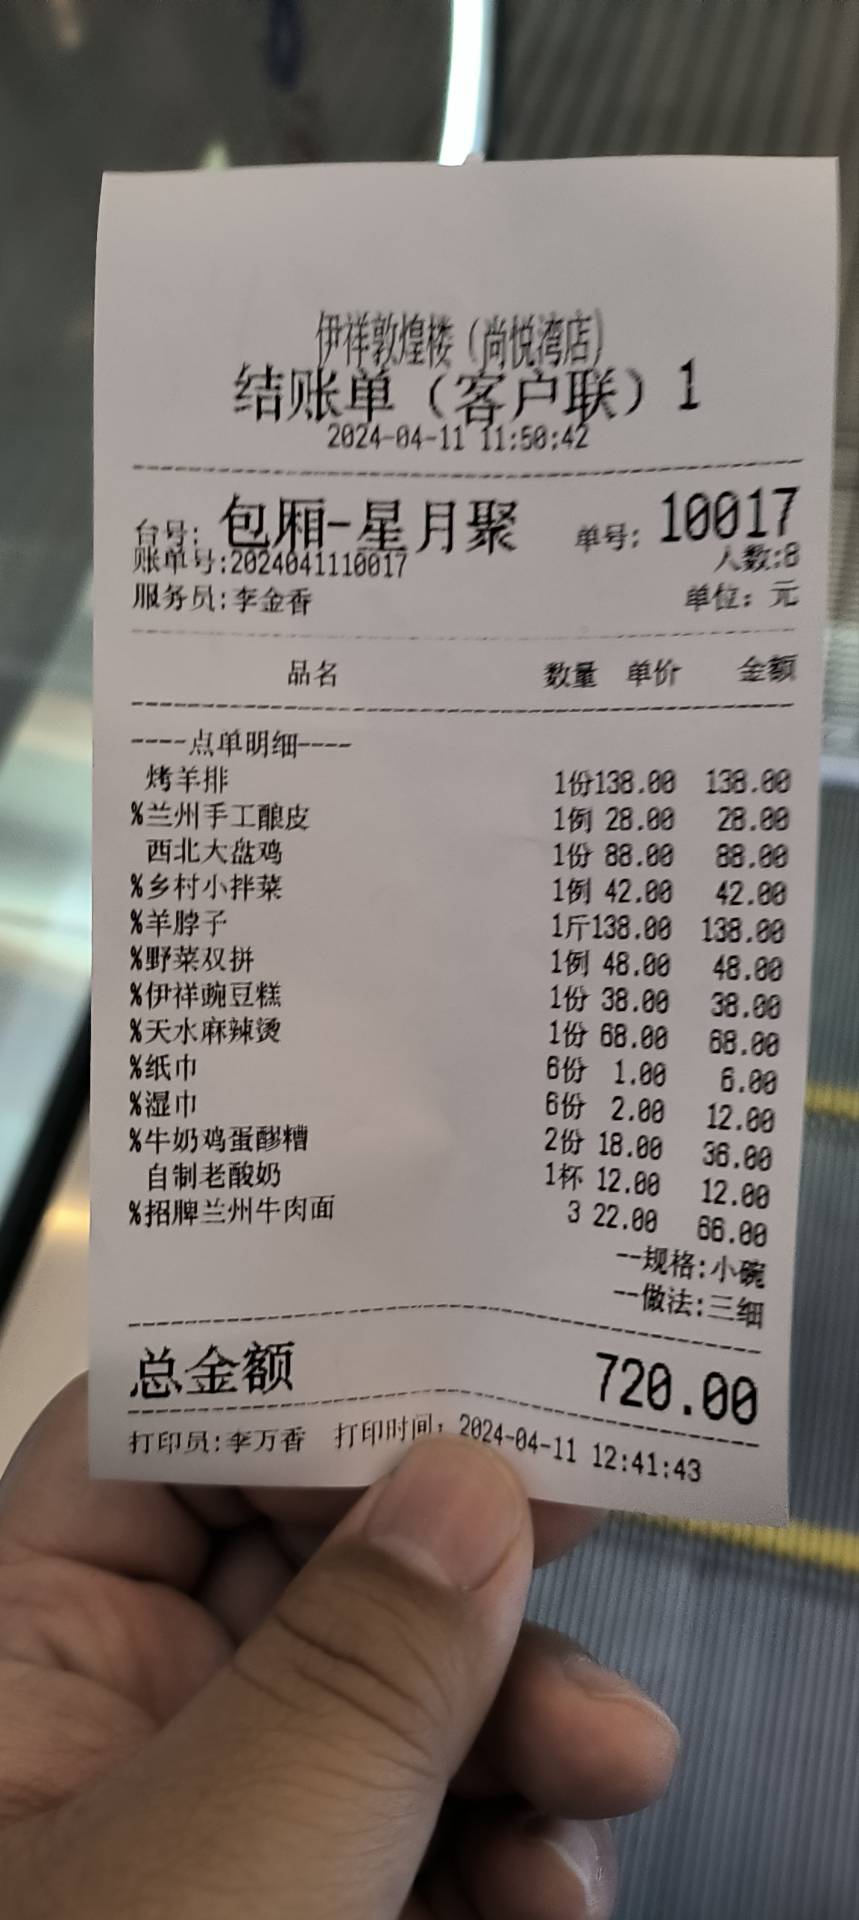 伊祥敦煌楼（尚悦湾店）
结账单（客户联）1
2024-04-11 11:50:42
台号: 包厢-星月聚 单号: 10017
账单号:2024041110017 人数:8
服务员:李金香 单位: 元
品名 数量 单价 金额
----点单明细----
烤羊排 1份138.00 138.00
%兰州手工酿皮 1例 28.00 28.00
西北大盘鸡 1份 88.00 88.00
%乡村小拌菜 1例 42.00 42.00
%羊脖子 1斤138.00 138.00
%野菜双拼 1例 48.00 48.00
%伊祥豌豆糕 1份 38.00 38.00
%天水麻辣烫 1份 68.00 68.00
%纸巾 6份 1.00 6.00
%湿巾 6份 2.00 12.00
%牛奶鸡蛋醪糟 2份 18.00 36.00
自制老酸奶 1杯 12.00 12.00
%招牌兰州牛肉面 3 22.00 66.00
--规格:小碗
--做法:三细
总金额 720.00
打印员:李万香 打印时间: 2024-04-11 12:41:43